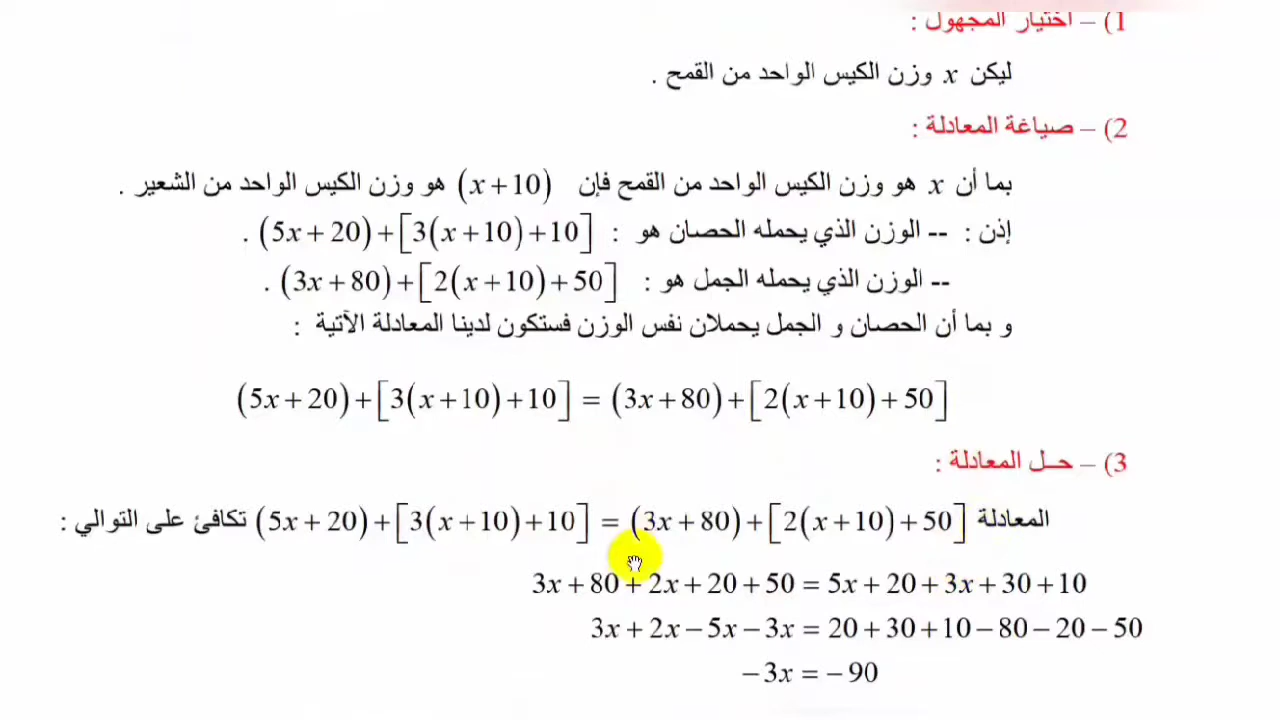 1) – اختيار المجهول :
ليكن x وزن الكيس الواحد من القمح .
2) – صياغة المعادلة :
بما أن x هو وزن الكيس الواحد من القمح فإن (x+10) هو وزن الكيس الواحد من الشعير .
إذن : -- الوزن الذي يحمله الحصان هو : (5x+20)+[3(x+10)+10] .
-- الوزن الذي يحمله الجمل هو : (3x+80)+[2(x+10)+50] .
و بما أن الحصان و الجمل يحملان نفس الوزن فستكون لدينا المعادلة الآتية :
(5x+20)+[3(x+10)+10] = (3x+80)+[2(x+10)+50]
3) – حـل المعادلة :
المعادلة (5x+20)+[3(x+10)+10] = (3x+80)+[2(x+10)+50] تكافئ على التوالي :
3x+80+2x+20+50 = 5x+20+3x+30+10
3x+2x−5x−3x = 20+30+10−80−20−50
−3x = −90